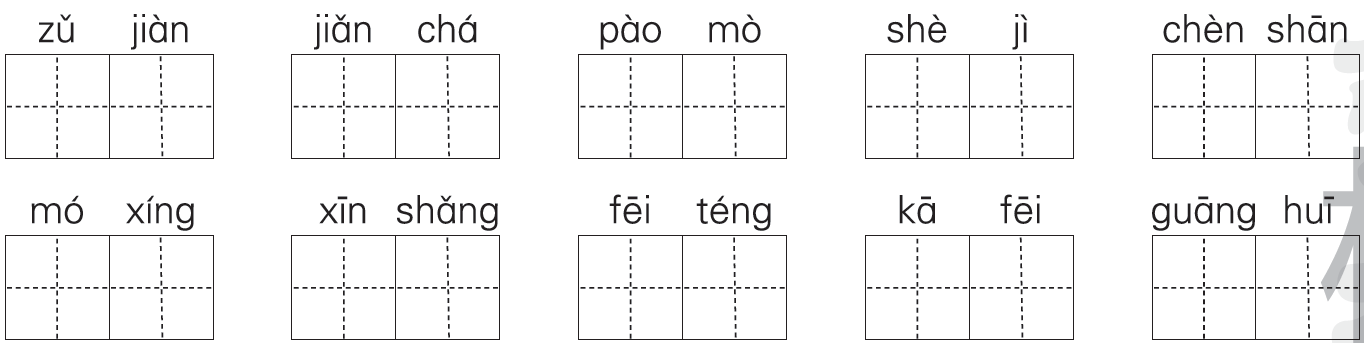 zǔ jiàn jiǎn chá pào mò shè jì chèn shān
mó xíng xīn shǎng fēi téng kā fēi guāng huī